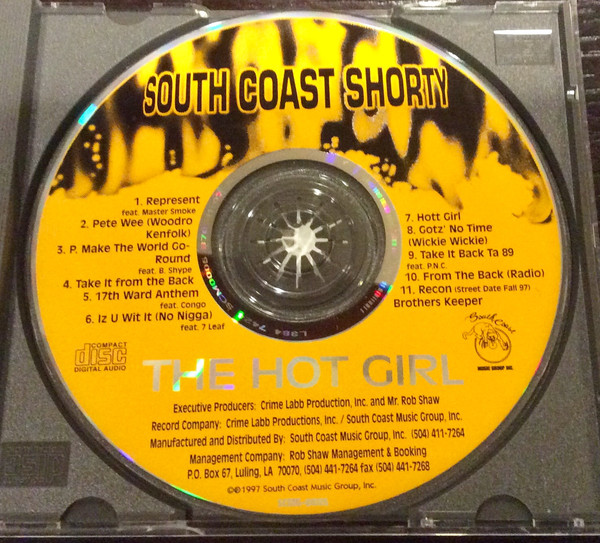 SOUTH COAST SHORTY
1. Represent
feat. Master Smoke
2. Pete Wee (Woodro
Kenfolk)
3. P. Make The World Go-
Round
feat. B. Shype
4. Take It from the Back
5. 17th Ward Anthem
feat. Congo
6. Iz U Wit It (No Nigga)
feat. 7 Leaf
7. Hott Girl
8. Gotz' No Time
(Wickie Wickie)
9. Take It Back Ta 89
feat. P.N.C.
10. From The Back (Radio)
11. Recon (Street Date Fall 97)
Brothers Keeper
COMPACT
disc
DIGITAL AUDIO
South Coast
MUSIC GROUP INC.
THE HOT GIRL
Executive Producers: Crime Labb Production, Inc. and Mr. Rob Shaw
Record Company: Crime Labb Productions, Inc. / South Coast Music Group, Inc.
Manufactured and Distributed By: South Coast Music Group, Inc. (504) 411-7264
Management Company: Rob Shaw Management & Booking
P.O. Box 67, Luling, LA 70070, (504) 441-7264 fax (504) 441-7268
©℗1997 South Coast Music Group, Inc.